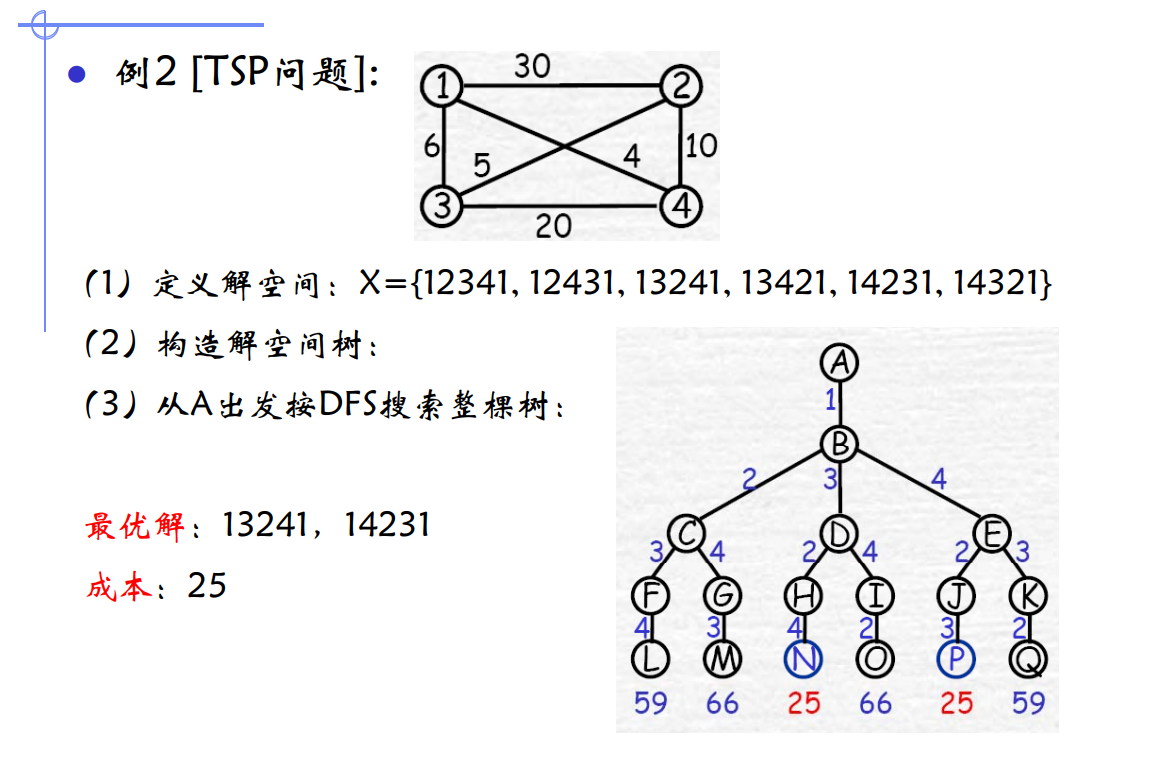 • 例2 [TSP问题]:
30
1 2
6 5 4 10
3 4
20
(1) 定义解空间: X={12341, 12431, 13241, 13421, 14231, 14321}
(2) 构造解空间树:
(3) 从A出发按DFS搜索整棵树:
A
1
B
2 3 4
C D E
3 4 2 4 2 3
F G H I J K
4 3 4 2 3 2
L M N O P Q
59 66 25 66 25 59
最优解: 13241, 14231
成本: 25